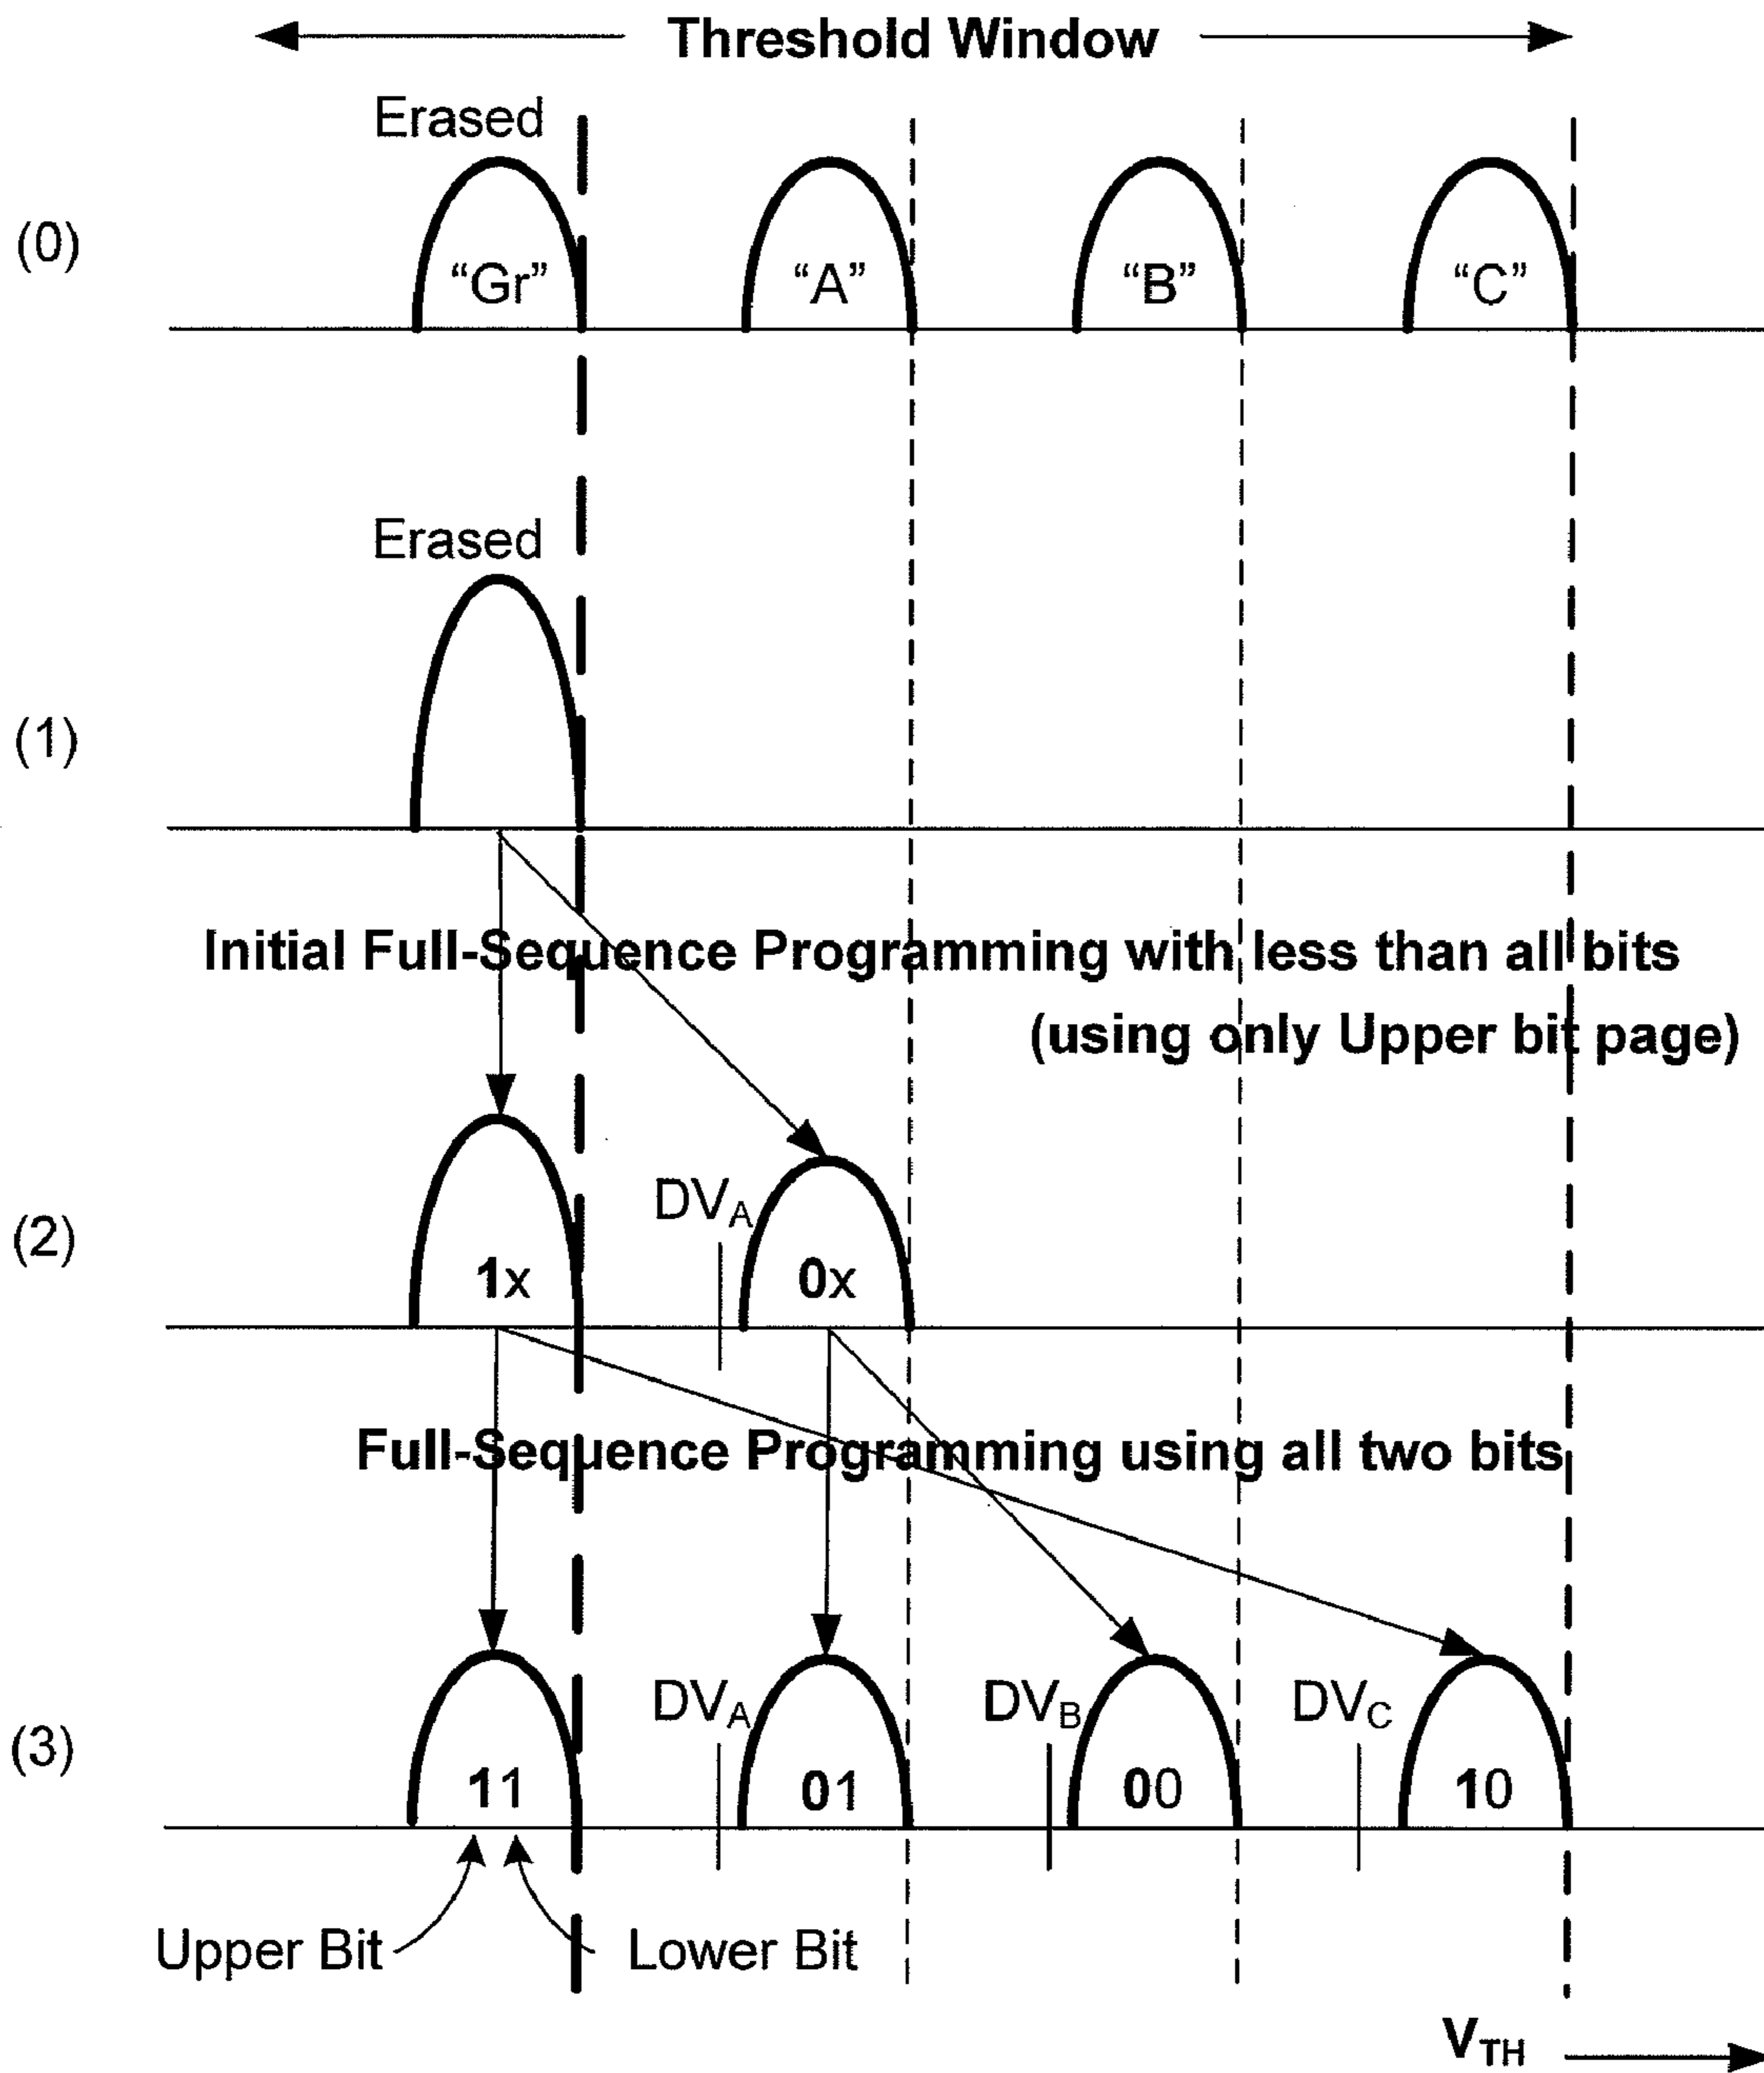 Threshold Window
Erased
(0)
“Gr”
“A”
“B”
“C”
Erased
(1)
Initial Full-Sequence Programming with less than all bits
(using only Upper bit page)
(2)
DVA
1x
0x
Full-Sequence Programming using all two bits
(3)
DVA
DVB
DVC
11
01
00
10
Upper Bit
Lower Bit
VTH